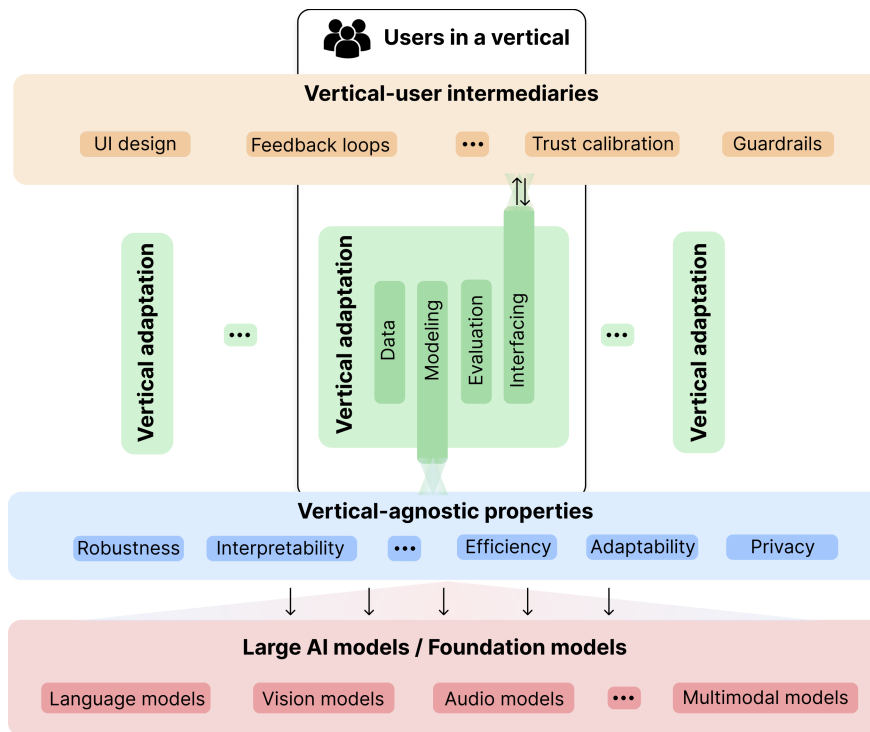 Users in a vertical
Vertical-user intermediaries
UI design
Feedback loops
•••
Trust calibration
Guardrails
Vertical adaptation
•••
Vertical adaptation
Data
Modeling
Evaluation
Interfacing
•••
Vertical adaptation
Vertical-agnostic properties
Robustness
Interpretability
•••
Efficiency
Adaptability
Privacy
Large AI models / Foundation models
Language models
Vision models
Audio models
•••
Multimodal models